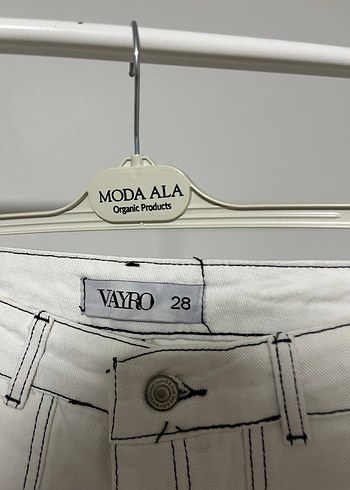 MODA ALA
Organic Products
VAYRO 28